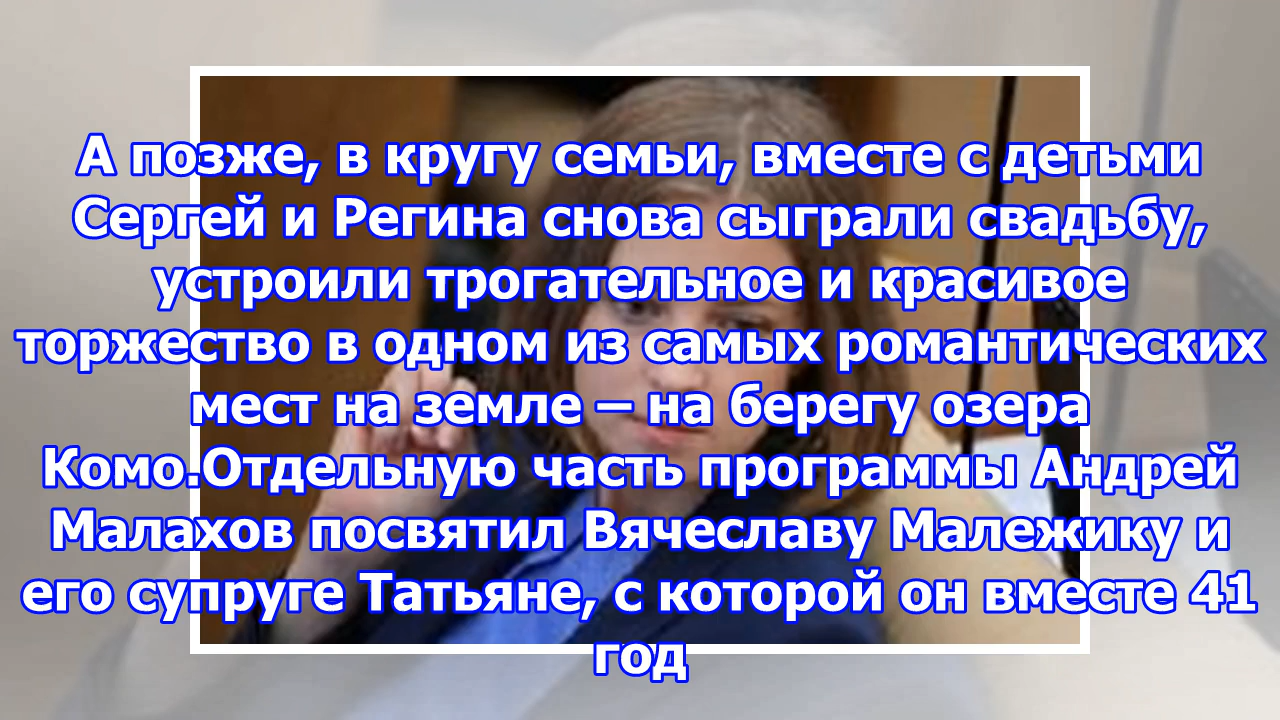 А позже, в кругу семьи, вместе с детьми
Сергей и Регина снова сыграли свадьбу,
устроили трогательное и красивое
торжество в одном из самых романтических
мест на земле – на берегу озера
Комо.Отдельную часть программы Андрей
Малахов посвятил Вячеславу Малежику и
его супруге Татьяне, с которой он вместе 41
год